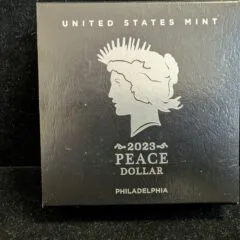 UNITED STATES MINT
2023
PEACE
DOLLAR
PHILADELPHIA